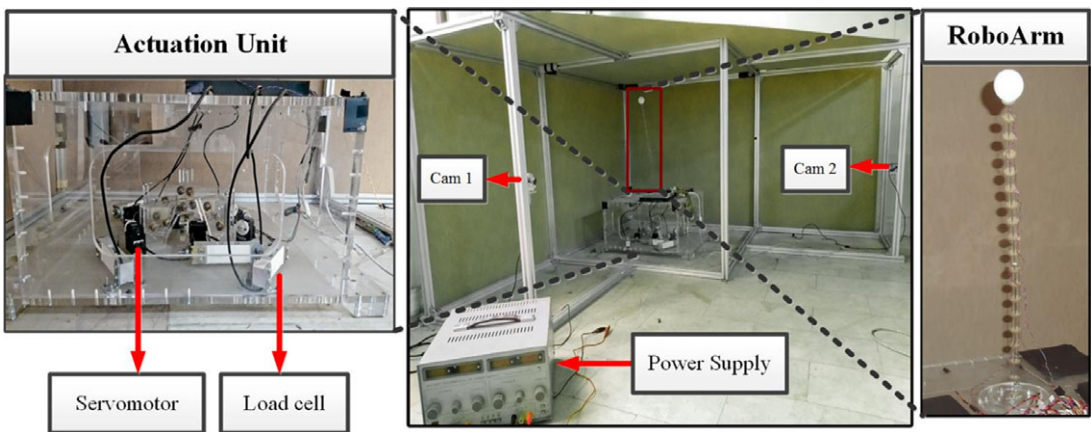 Actuation Unit
RoboArm
Cam 1
Cam 2
Power Supply
Servomotor
Load cell